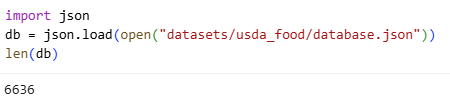 import json
db = json.load(open("datasets/usda_food/database.json"))
len(db)
6636